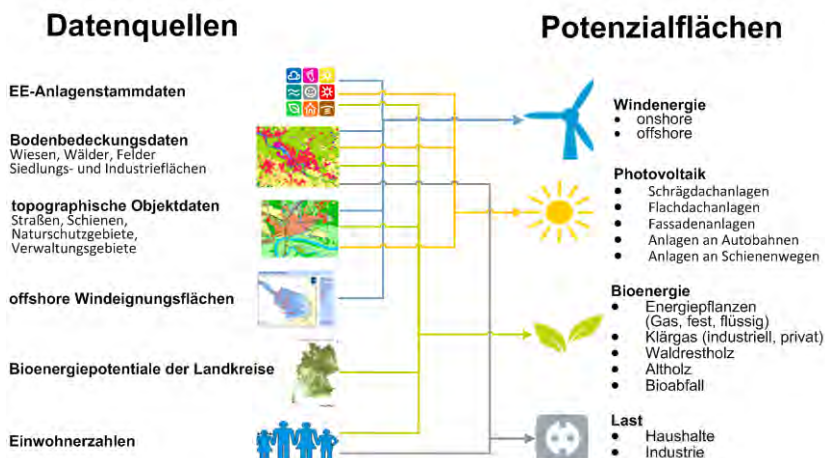 Datenquellen
EE-Anlagenstammdaten
Bodenbedeckungsdaten
Wiesen, Wälder, Felder
Siedlungs- und Industrieflächen
topographische Objektdaten
Straßen, Schienen,
Naturschutzgebiete,
Verwaltungsgebiete
offshore Windeignungsflächen
Bioenergiepotentiale der Landkreise
Einwohnerzahlen
Potenzialflächen
Windenergie
• onshore
• offshore
Photovoltaik
• Schrägdachanlagen
• Flachdachanlagen
• Fassadenanlagen
• Anlagen an Autobahnen
• Anlagen an Schienenwegen
Bioenergie
• Energiepflanzen
(Gas, fest, flüssig)
• Klärgas (industriell, privat)
• Waldrestholz
• Altholz
• Bioabfall
Last
• Haushalte
• Industrie